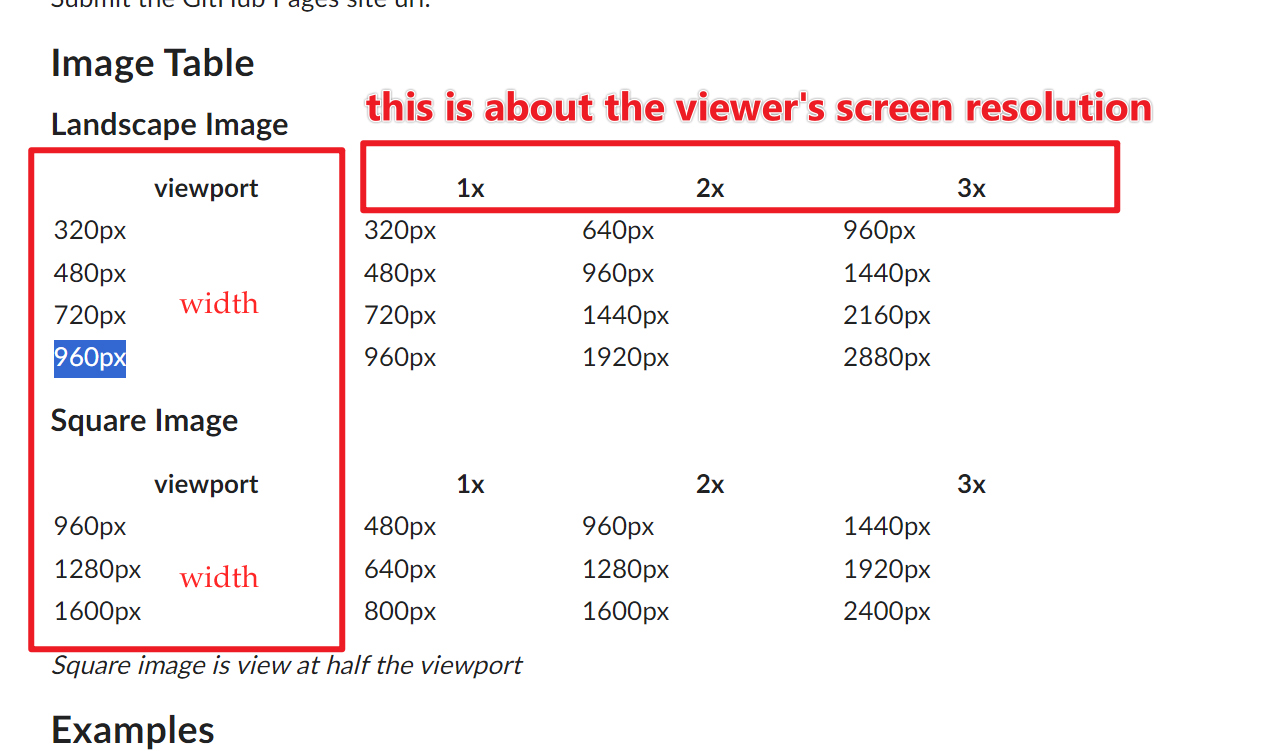 Submit the GitHub Pages site url.
Image Table
this is about the viewer's screen resolution
Landscape Image
viewport 1x 2x 3x
320px 320px 640px 960px
480px 480px 960px 1440px
width
720px 720px 1440px 2160px
960px 960px 1920px 2880px
Square Image
viewport 1x 2x 3x
960px 480px 960px 1440px
1280px width 640px 1280px 1920px
1600px 800px 1600px 2400px
Square image is view at half the viewport
Examples